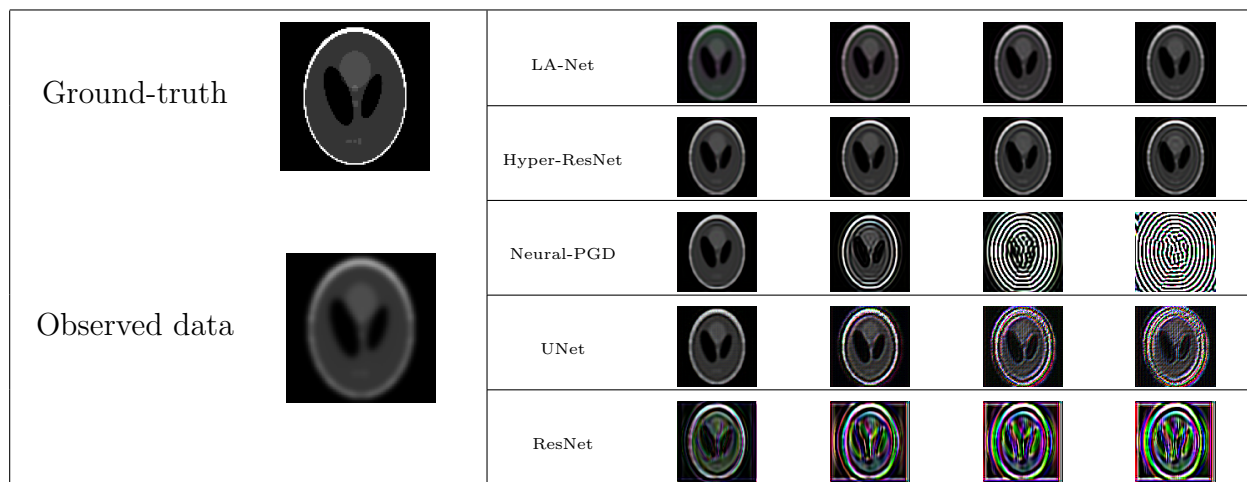 Ground-truth
Observed data
LA-Net
Hyper-ResNet
Neural-PGD
UNet
ResNet